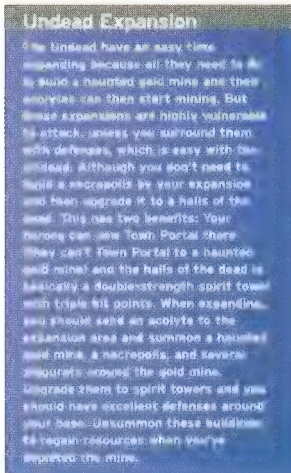 Undead Expansion
The Undead have an easy time
expanding because all they need to do
is build a haunted gold mine and their
acolytes can then start mining. But
these expansions are highly vulnerable
to attack, unless you surround them
with defenses, which is easy with the
Undead. Although you don't need to,
build a necropolis by your expansion
and then upgrade it to a halls of the
dead. This has two benefits: Your
heroes can now Town Portal there
(they can't Town Portal to a haunted
gold mine) and the halls of the dead is
basically a double-strength spirit tower
with triple hit points. When expanding,
you should send an acolyte to the
expansion area and summon a haunted
gold mine, a necropolis, and several
ziggurats around the gold mine.
Upgrade them to spirit towers and you
should have excellent defenses around
your base. Unsummon these buildings
to regain resources when you've
depleted the mine.